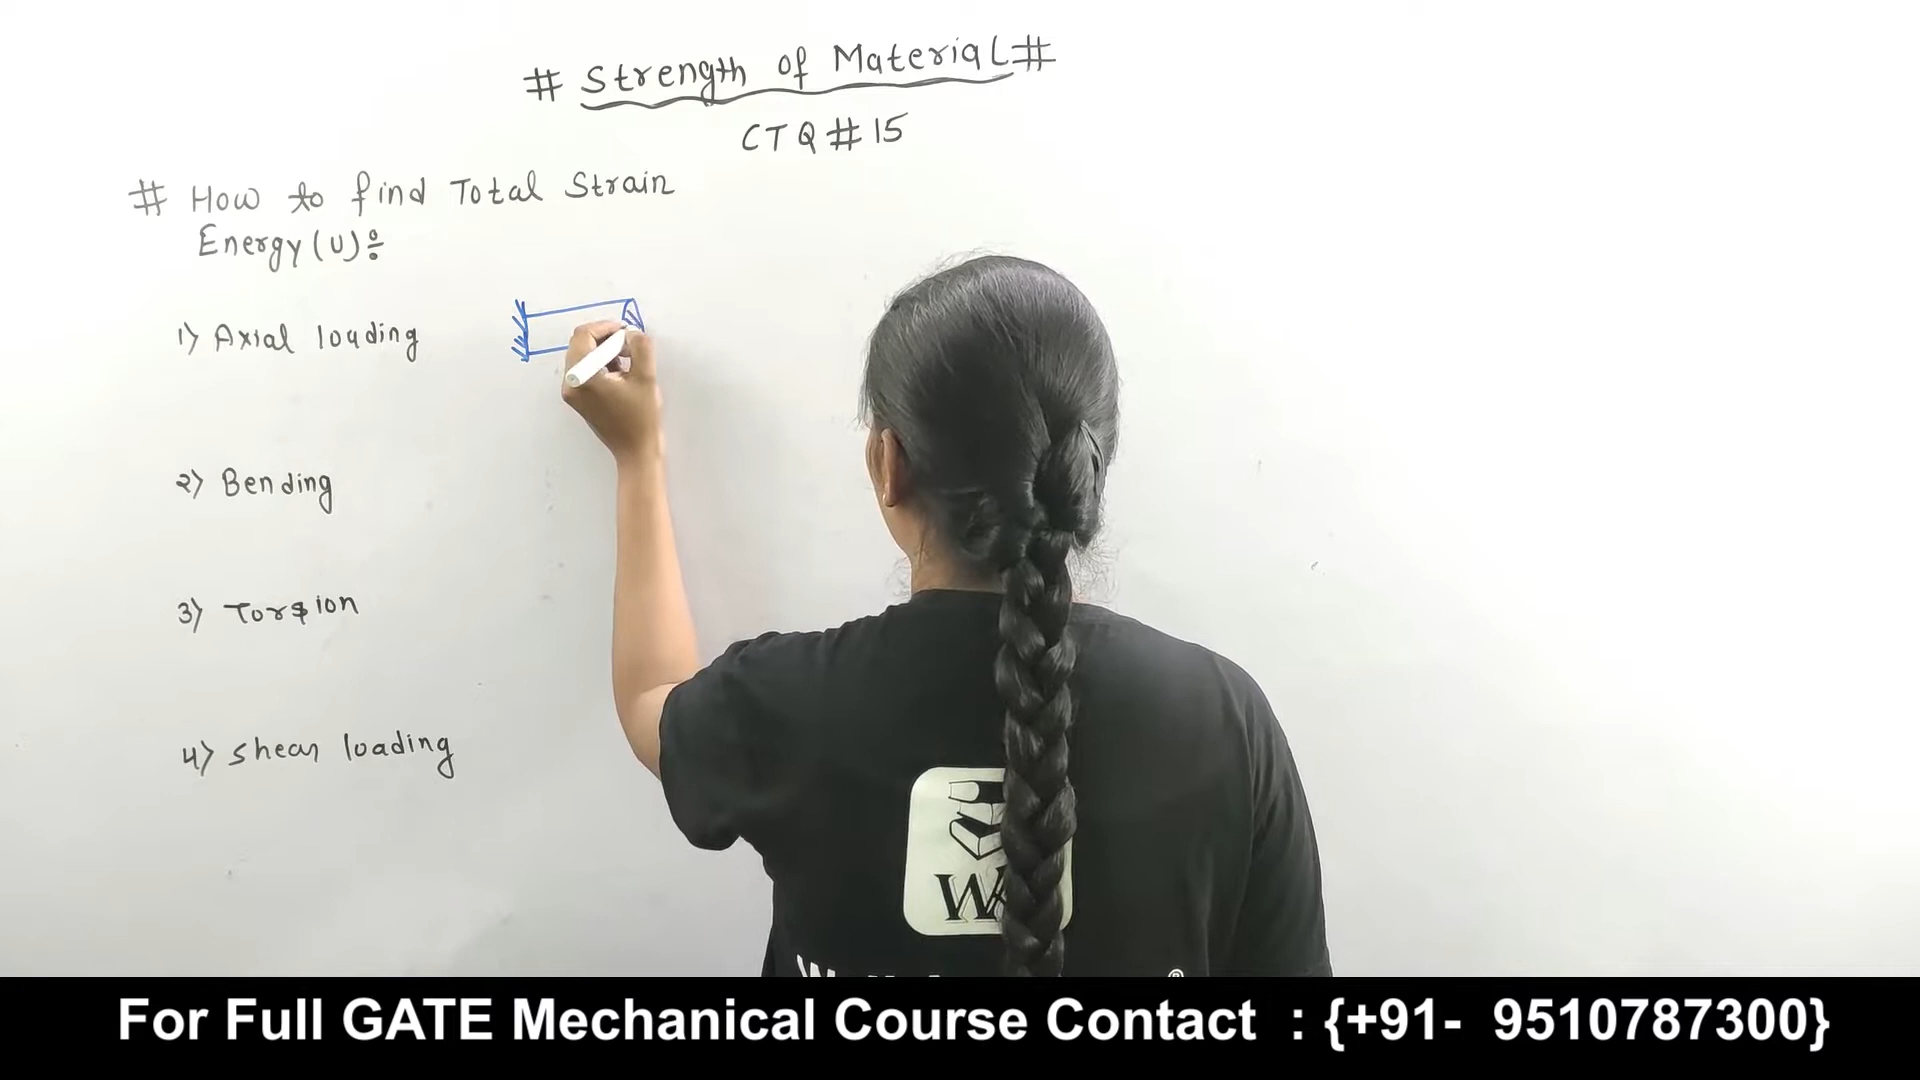 # Strength of Material #
CTQ # 15
# How to find Total Strain
Energy (U):
1) Axial loading
2) Bending
3) Torsion
4) Shear loading
For Full GATE Mechanical Course Contact : {+91- 9510787300}